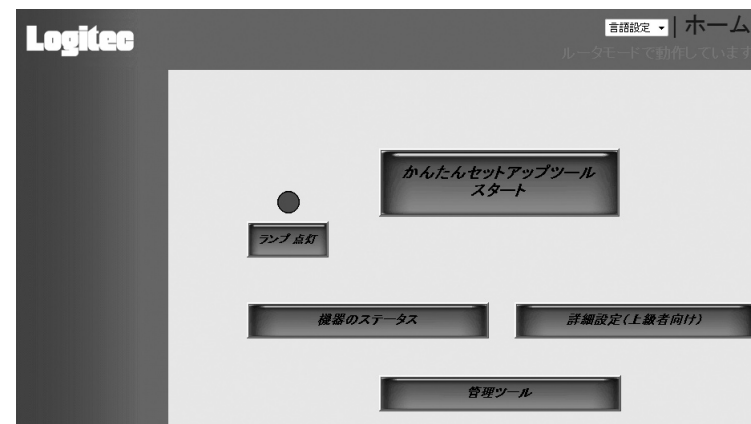 Logitec
言語設定 | ホーム
ルータモードで動作しています
かんたんセットアップツール
スタート
ランプ 点灯
機器のステータス
詳細設定(上級者向け)
管理ツール